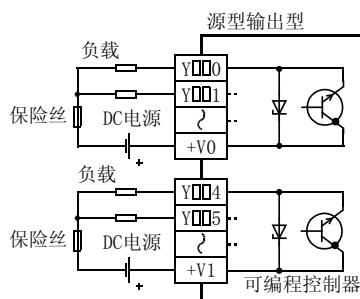 源型输出型
负载
Y□□0
Y□□1
保险丝
DC电源
+V0
+
负载
Y□□4
Y□□5
保险丝
DC电源
+V1
+
可编程控制器